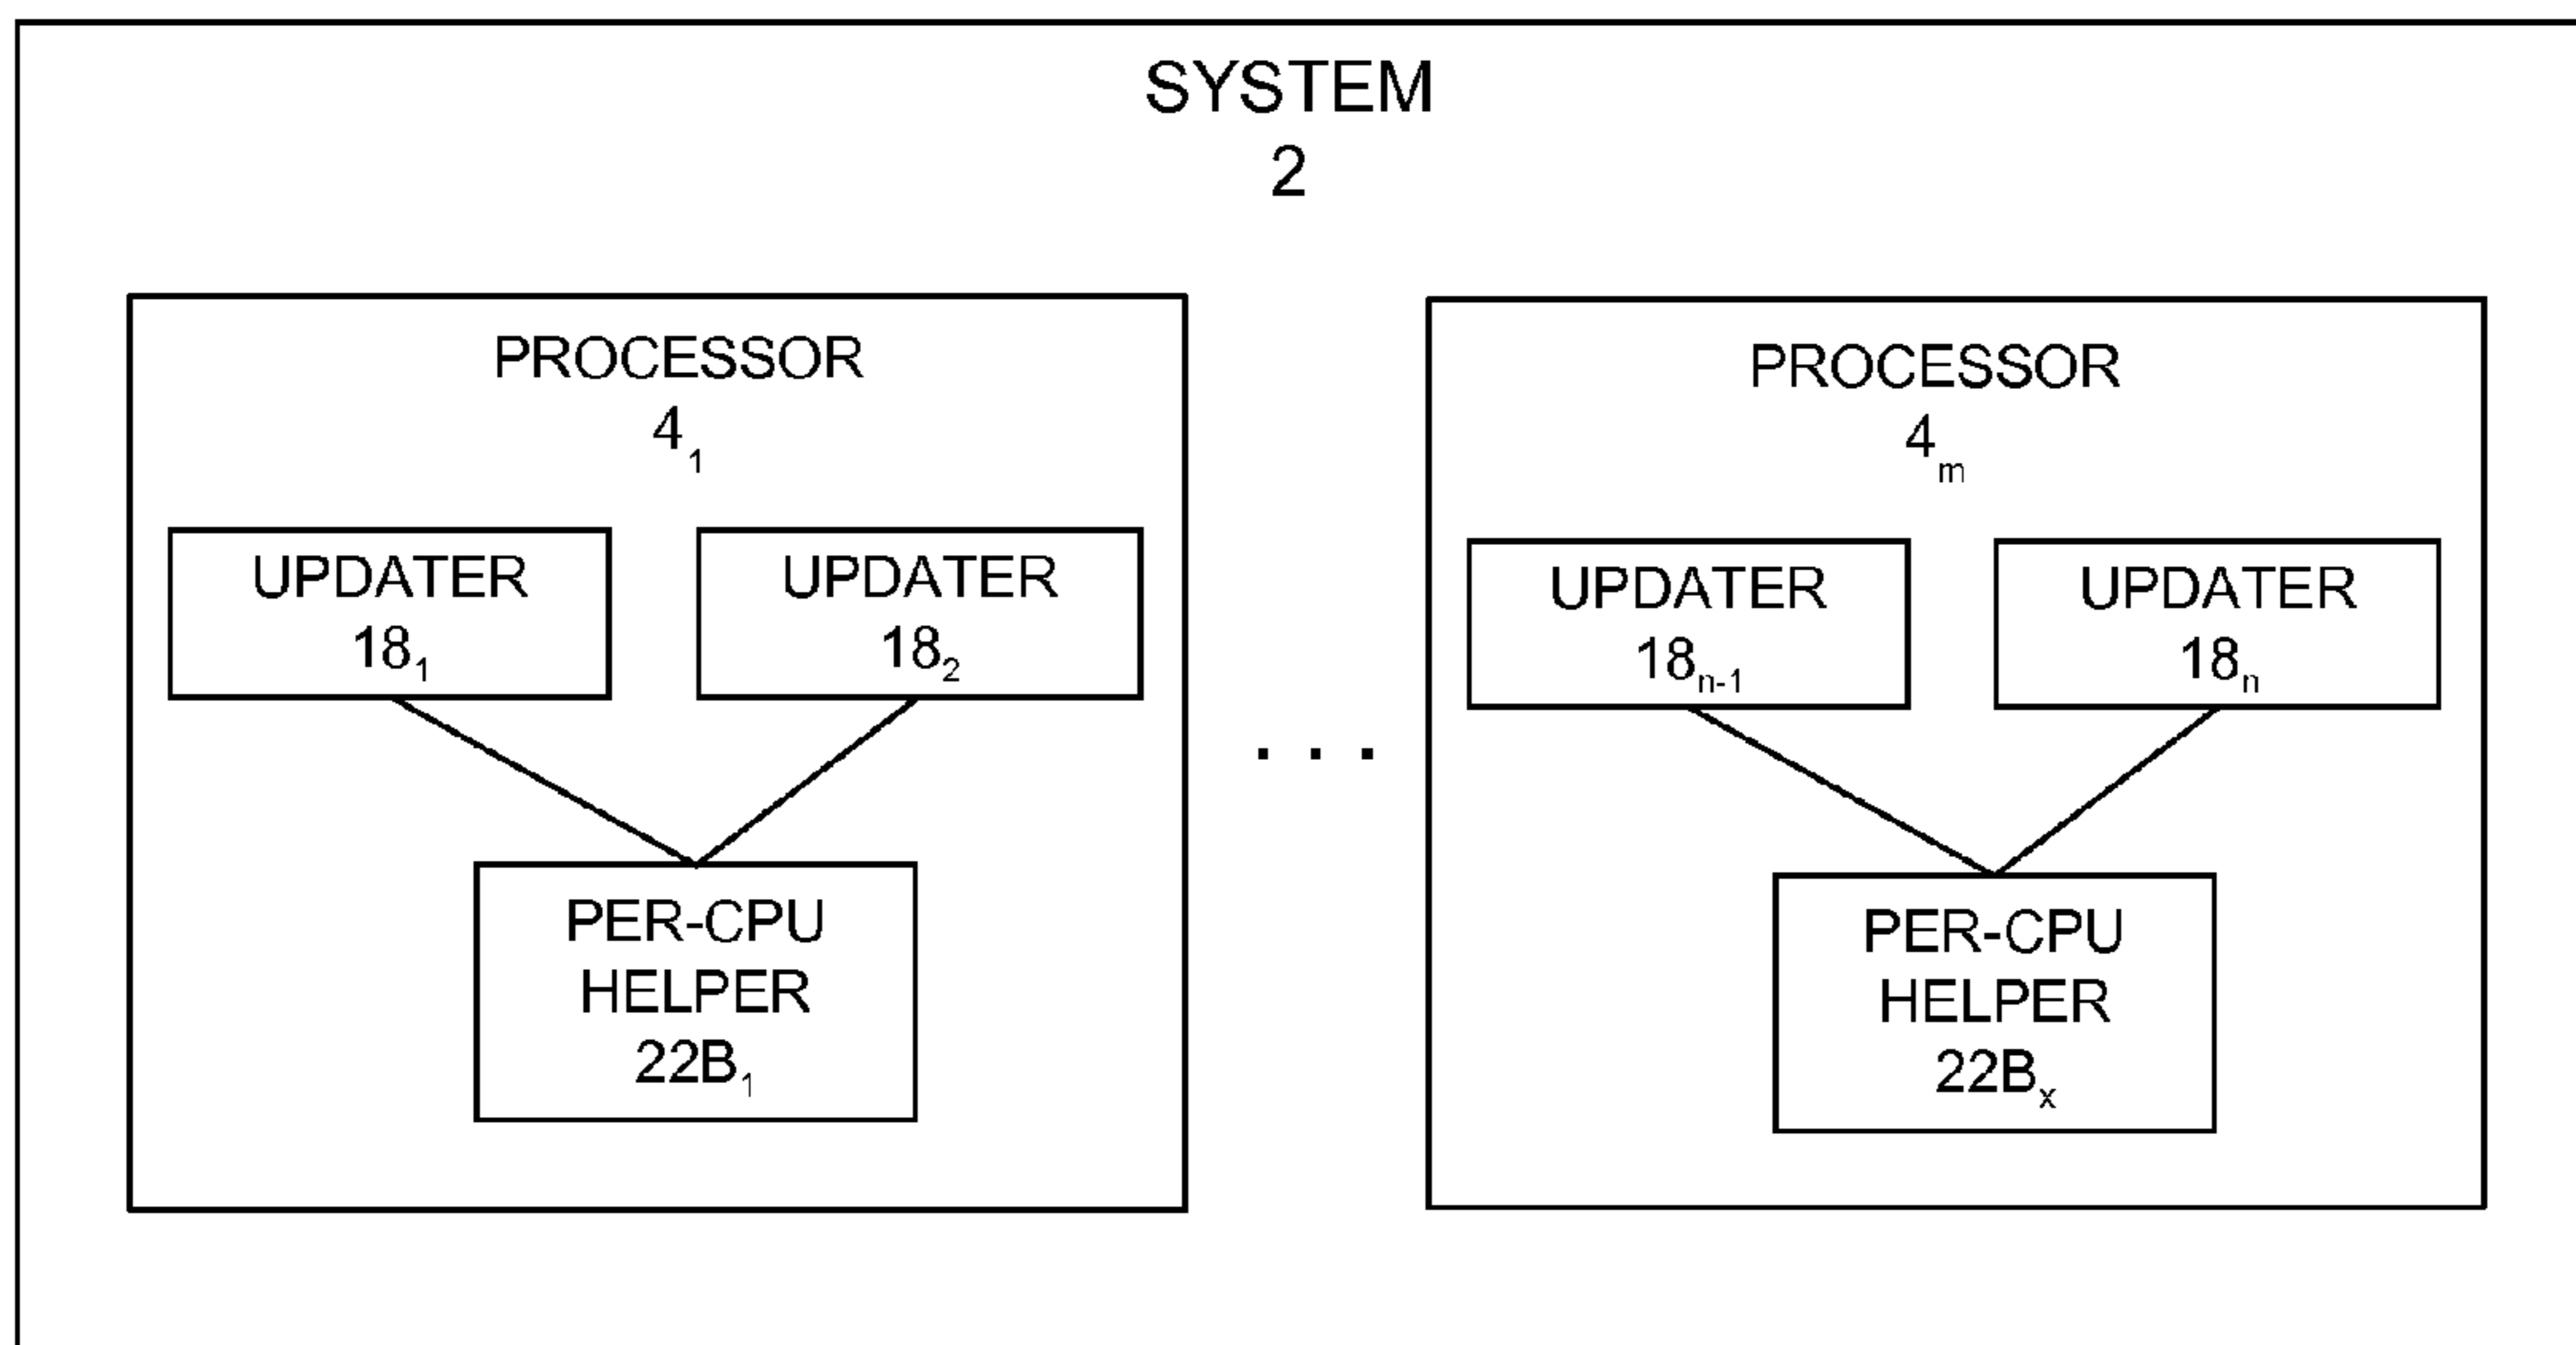 SYSTEM
2
PROCESSOR
4₁
UPDATER
18₁
UPDATER
18₂
PER-CPU
HELPER
22B₁
. . .
PROCESSOR
4ₘ
UPDATER
18ₙ₋₁
UPDATER
18ₙ
PER-CPU
HELPER
22Bₓ